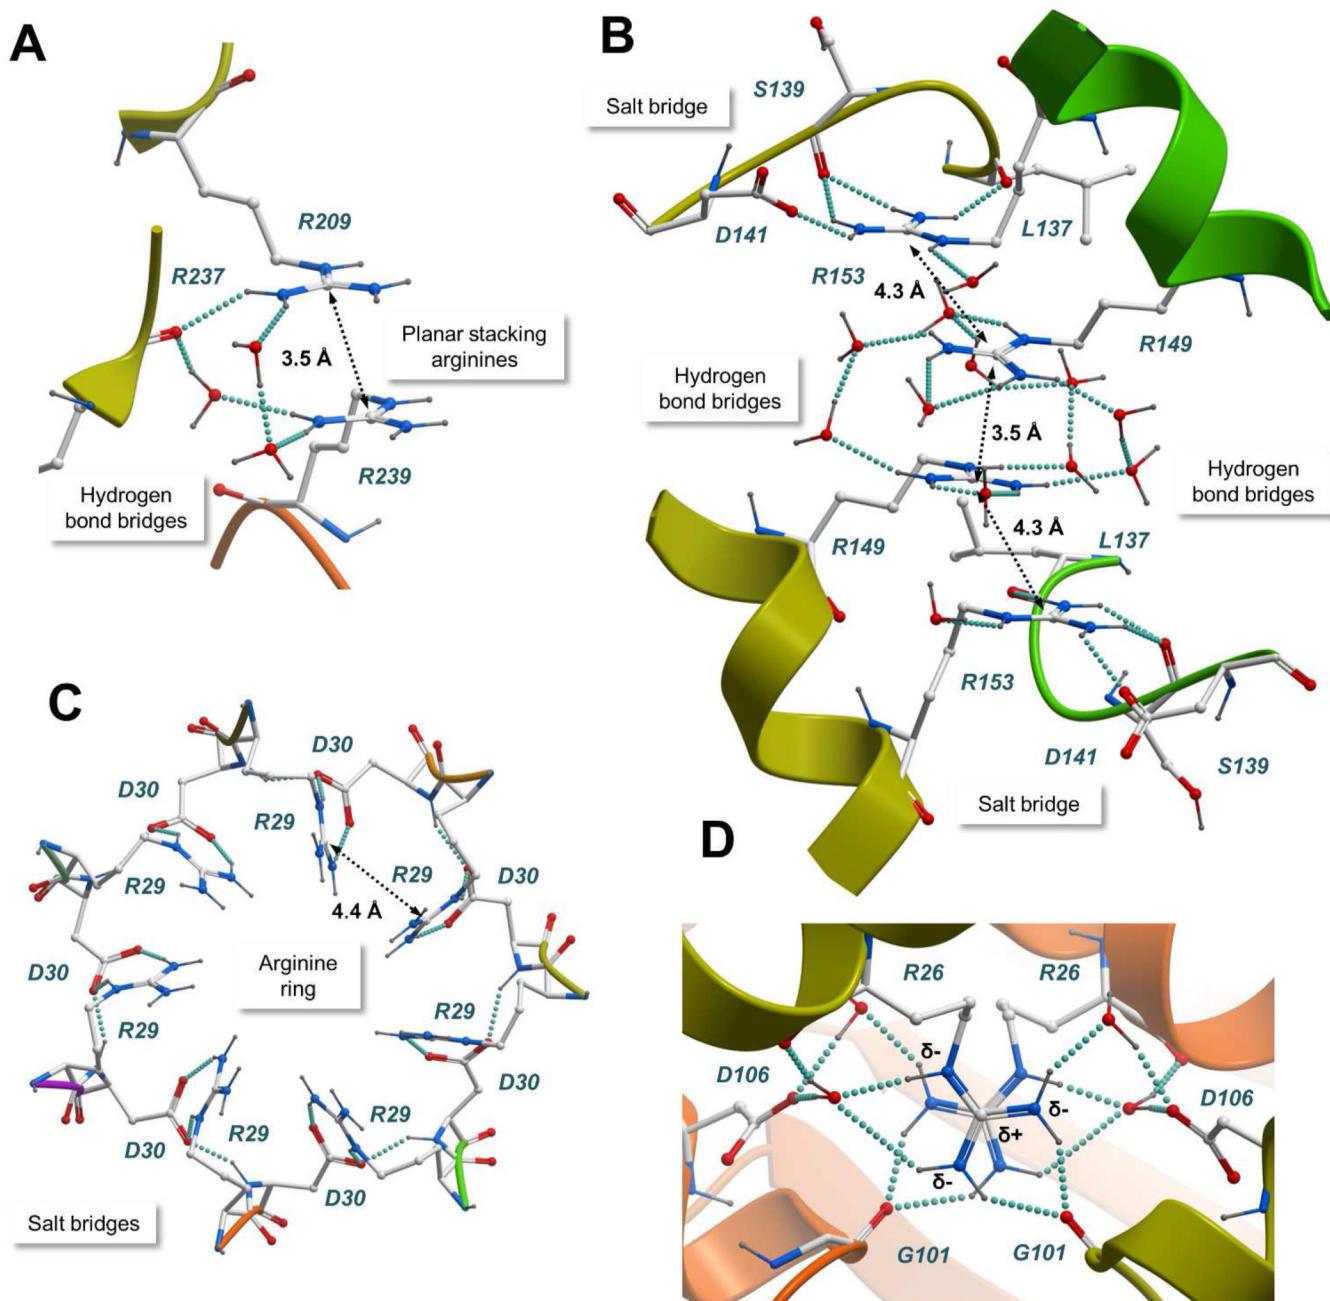 A
R209
R237
3.5 Å
Planar stacking
arginines
R239
Hydrogen
bond bridges
B
S139
Salt bridge
D141
L137
R153
4.3 Å
R149
Hydrogen
bond bridges
3.5 Å
Hydrogen
bond bridges
4.3 Å
L137
R149
R153
D141
S139
Salt bridge
C
D30
D30
R29
R29
R29
D30
4.4 Å
Arginine
ring
D30
R29
R29
D30
R29
R29
D30
D30
Salt bridges
D
R26
R26
δ-
D106
δ-
D106
δ+
δ-
G101
G101